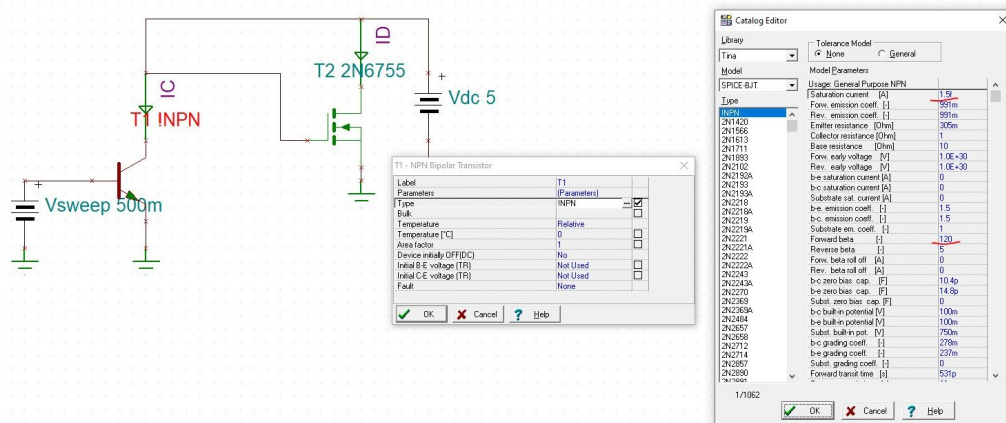 ID
T2 2N6755
IC
Vdc 5
T1 !NPN
Vsweep 500m
T1 - NPN Bipolar Transistor
Label T1
Parameters (Parameters)
Type !NPN ...
Bulk
Temperature Relative
Temperature [°C] 0
Area factor 1
Device initially OFF(DC) No
Initial B-E voltage (TR) Not Used
Initial C-E voltage (TR) Not Used
Fault None
OK Cancel ? Help
Catalog Editor
Library
Tina
Model
SPICE-BJT
Type
!NPN
2N1420
2N1566
2N1613
2N1711
2N1893
2N2102
2N2192A
2N2193
2N2193A
2N2218
2N2218A
2N2219
2N2219A
2N2221
2N2221A
2N2222
2N2222A
2N2243
2N2243A
2N2270
2N2369
2N2369A
2N2484
2N2657
2N2658
2N2712
2N2714
2N2857
2N2890
1/1062
Tolerance Model
None General
Model Parameters
Usage: General Purpose NPN
Saturation current [A] 1.5f
Forw. emission coeff. [-] 991m
Rev. emission coeff. [-] 991m
Emitter resistance [Ohm] 305m
Collector resistance [Ohm] 1
Base resistance [Ohm] 10
Forw. early voltage [V] 1.0E+30
Rev. early voltage [V] 1.0E+30
b-e saturation current [A] 0
b-c saturation current [A] 0
Substrate sat. current [A] 0
b-e. emission coeff. [-] 1.5
b-c. emission coeff. [-] 1.5
Substrate em. coeff. [-] 1
Forward beta [-] 120
Reverse beta [-] 5
Forw. beta roll off [A] 0
Rev. beta roll off [A] 0
b-c zero bias cap. [F] 10.4p
b-e zero bias cap. [F] 14.8p
Subst. zero bias cap. [F] 0
b-c built-in potential [V] 100m
b-e built-in potential [V] 100m
Subst. built-in pot. [V] 750m
b-c grading coeff. [-] 278m
b-e grading coeff. [-] 237m
Subst. grading coeff. [-] 0
Forward transit time [s] 531p
OK Cancel ? Help